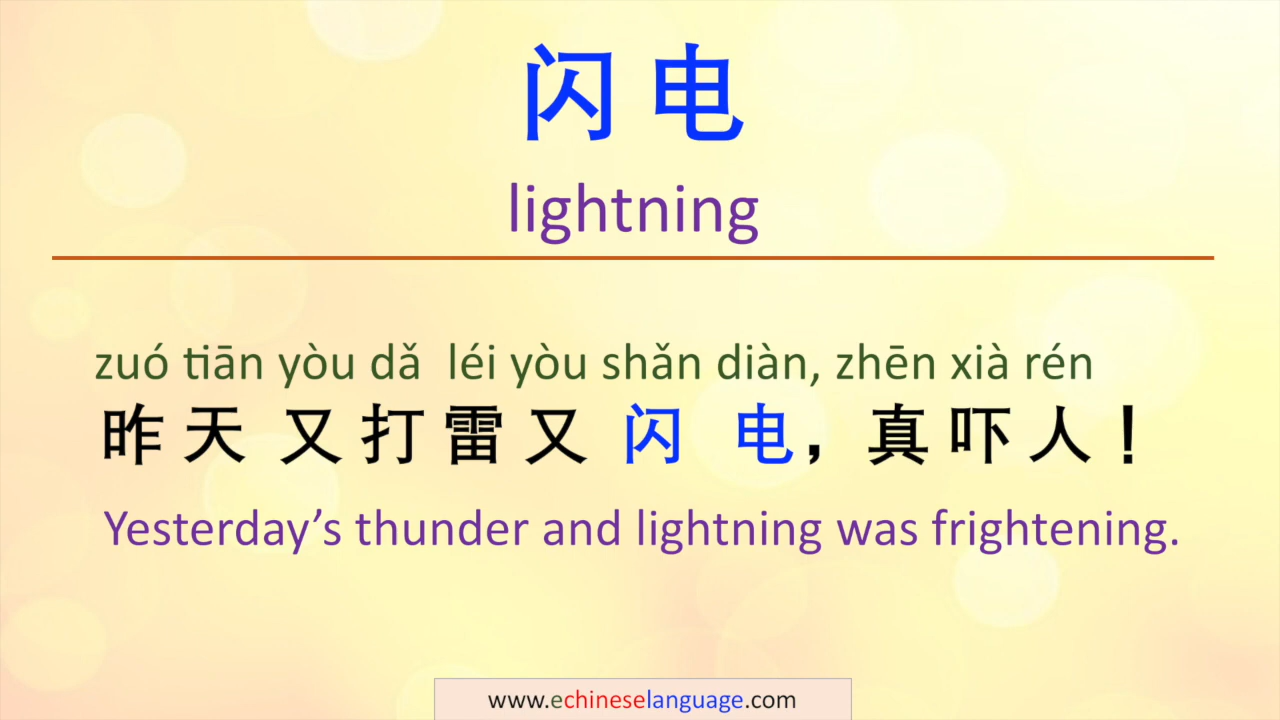 闪电
lightning
zuó tiān yòu dǎ léi yòu shǎn diàn, zhēn xià rén
昨天又打雷又闪电，真吓人！
Yesterday’s thunder and lightning was frightening.
www.echineselanguage.com